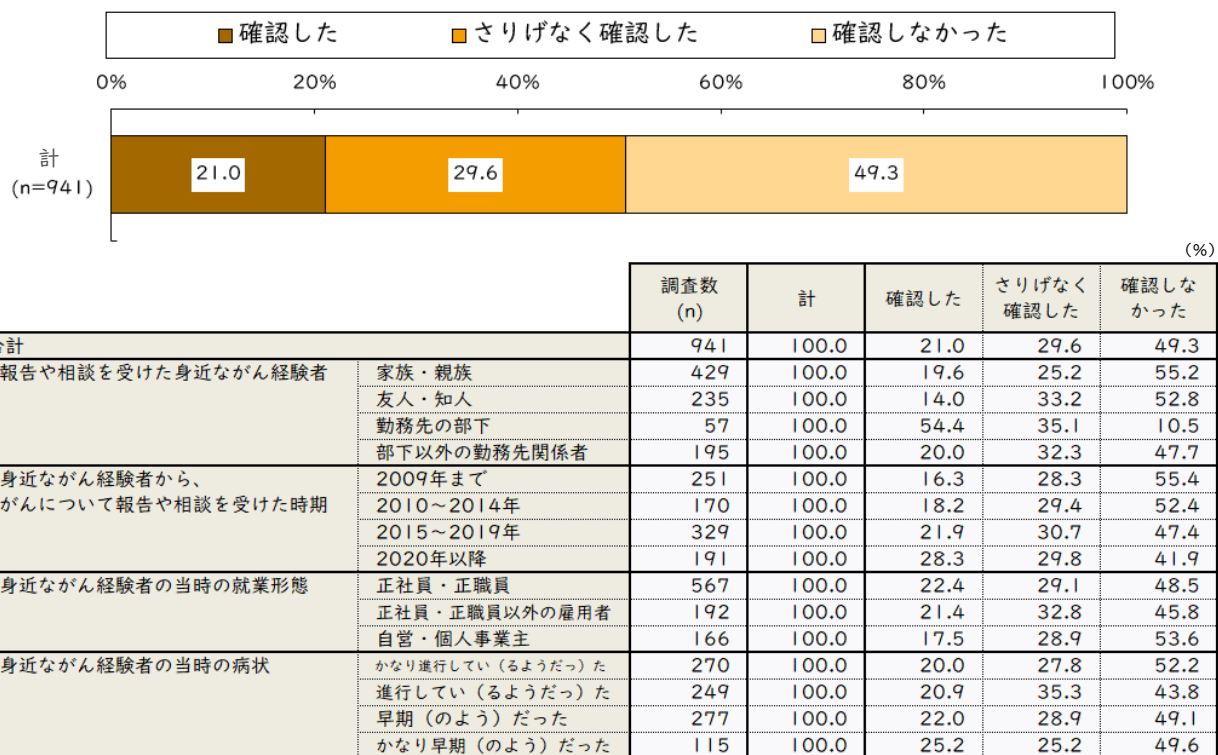 確認した さりげなく確認した 確認しなかった
0% 20% 40% 60% 80% 100%
計
(n=941)
21.0 29.6 49.3
(%)
調査数
(n) 計 確認した さりげなく
確認した 確認しな
かった
合計 941 100.0 21.0 29.6 49.3
報告や相談を受けた身近ながん経験者 家族・親族 429 100.0 19.6 25.2 55.2
友人・知人 235 100.0 14.0 33.2 52.8
勤務先の部下 57 100.0 54.4 35.1 10.5
部下以外の勤務先関係者 195 100.0 20.0 32.3 47.7
身近ながん経験者から、 2009年まで 251 100.0 16.3 28.3 55.4
がんについて報告や相談を受けた時期 2010~2014年 170 100.0 18.2 29.4 52.4
2015~2019年 329 100.0 21.9 30.7 47.4
2020年以降 191 100.0 28.3 29.8 41.9
身近ながん経験者の当時の就業形態 正社員・正職員 567 100.0 22.4 29.1 48.5
正社員・正職員以外の雇用者 192 100.0 21.4 32.8 45.8
自営・個人事業主 166 100.0 17.5 28.9 53.6
身近ながん経験者の当時の病状 かなり進行してい(るようだっ)た 270 100.0 20.0 27.8 52.2
進行してい(るようだっ)た 249 100.0 20.9 35.3 43.8
早期(のよう)だった 277 100.0 22.0 28.9 49.1
かなり早期(のよう)だった 115 100.0 25.2 25.2 49.6